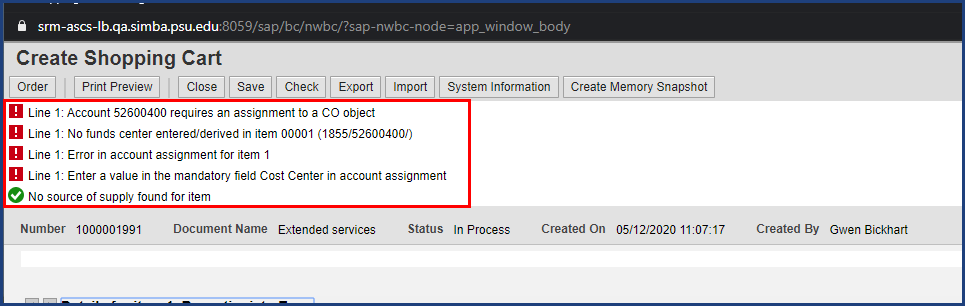 srm-ascs-lb.qa.simba.psu.edu:8059/sap/bc/nwbc/?sap-nwbc-node=app_window_body
Create Shopping Cart
Order Print Preview Close Save Check Export Import System Information Create Memory Snapshot
Line 1: Account 52600400 requires an assignment to a CO object
Line 1: No funds center entered/derived in item 00001 (1855/52600400/)
Line 1: Error in account assignment for item 1
Line 1: Enter a value in the mandatory field Cost Center in account assignment
No source of supply found for item
Number 1000001991 Document Name Extended services Status In Process Created On 05/12/2020 11:07:17 Created By Gwen Bickhart